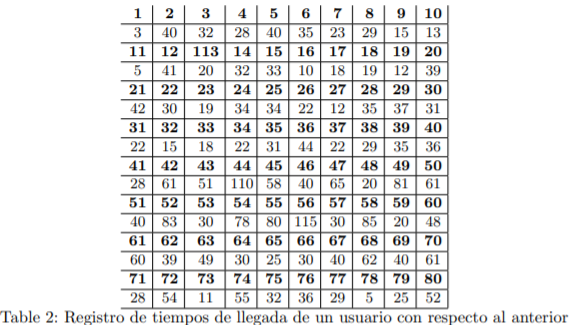 1 2 3 4 5 6 7 8 9 10
3 40 32 28 40 35 23 29 15 13
11 12 113 14 15 16 17 18 19 20
5 41 20 32 33 10 18 19 12 39
21 22 23 24 25 26 27 28 29 30
42 30 19 34 34 22 12 35 37 31
31 32 33 34 35 36 37 38 39 40
22 15 18 22 31 44 22 29 35 36
41 42 43 44 45 46 47 48 49 50
28 61 51 110 58 40 65 20 81 61
51 52 53 54 55 56 57 58 59 60
40 83 30 78 80 115 30 85 20 48
61 62 63 64 65 66 67 68 69 70
60 39 49 30 25 30 40 62 40 61
71 72 73 74 75 76 77 78 79 80
28 54 11 55 32 36 29 5 25 52
Table 2: Registro de tiempos de llegada de un usuario con respecto al anterior